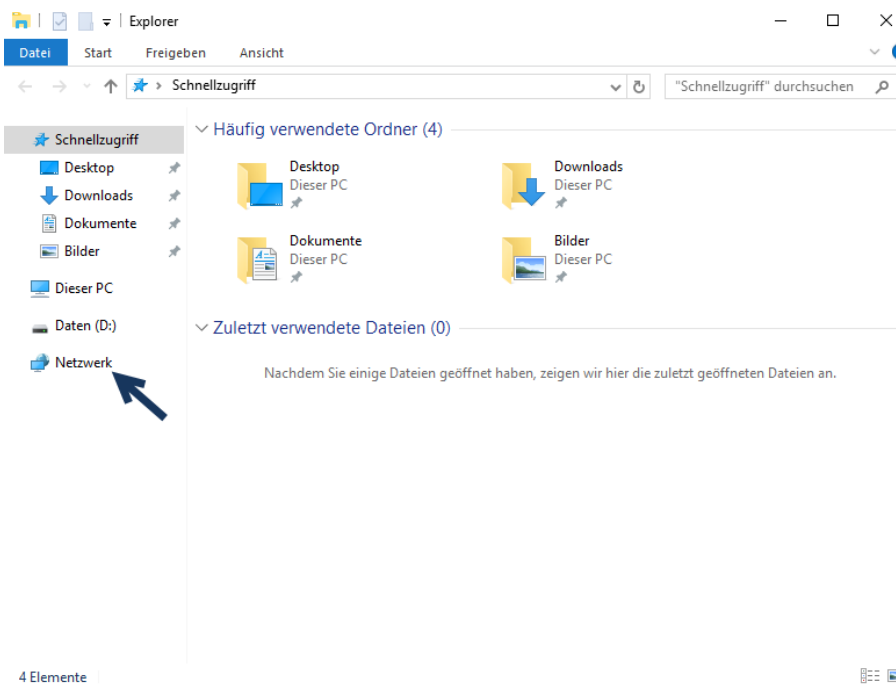 Explorer
Datei Start Freigeben Ansicht
Schnellzugriff "Schnellzugriff" durchsuchen
Schnellzugriff
Desktop
Downloads
Dokumente
Bilder
Dieser PC
Daten (D:)
Netzwerk
Häufig verwendete Ordner (4)
Desktop
Dieser PC
Downloads
Dieser PC
Dokumente
Dieser PC
Bilder
Dieser PC
Zuletzt verwendete Dateien (0)
Nachdem Sie einige Dateien geöffnet haben, zeigen wir hier die zuletzt geöffneten Dateien an.
4 Elemente